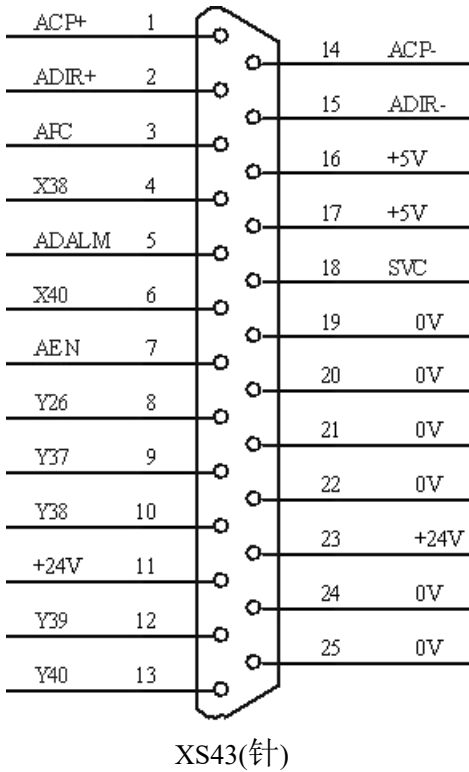 ACP+ 1
ADIR+ 2
AFC 3
X38 4
ADALM 5
X40 6
AEN 7
Y26 8
Y37 9
Y38 10
+24V 11
Y39 12
Y40 13
14 ACP-
15 ADIR-
16 +5V
17 +5V
18 SVC
19 0V
20 0V
21 0V
22 0V
23 +24V
24 0V
25 0V
XS43(针)